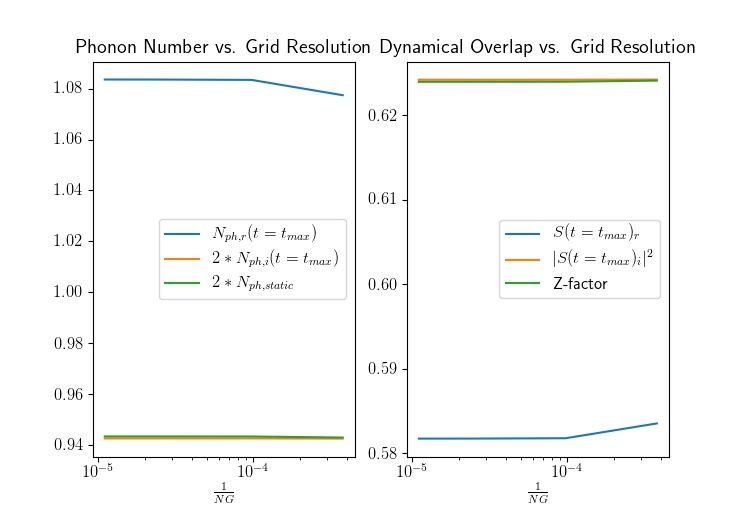 Phonon Number vs. Grid Resolution
1.08
1.06
1.04
1.02
1.00
0.98
0.96
0.94
N_{ph,r}(t = t_{max})
2 * N_{ph,i}(t = t_{max})
2 * N_{ph,static}
10^{-5}
10^{-4}
\frac{1}{NG}
Dynamical Overlap vs. Grid Resolution
0.62
0.61
0.60
0.59
0.58
S(t = t_{max})_r
|S(t = t_{max})_i|^2
Z-factor
10^{-5}
10^{-4}
\frac{1}{NG}